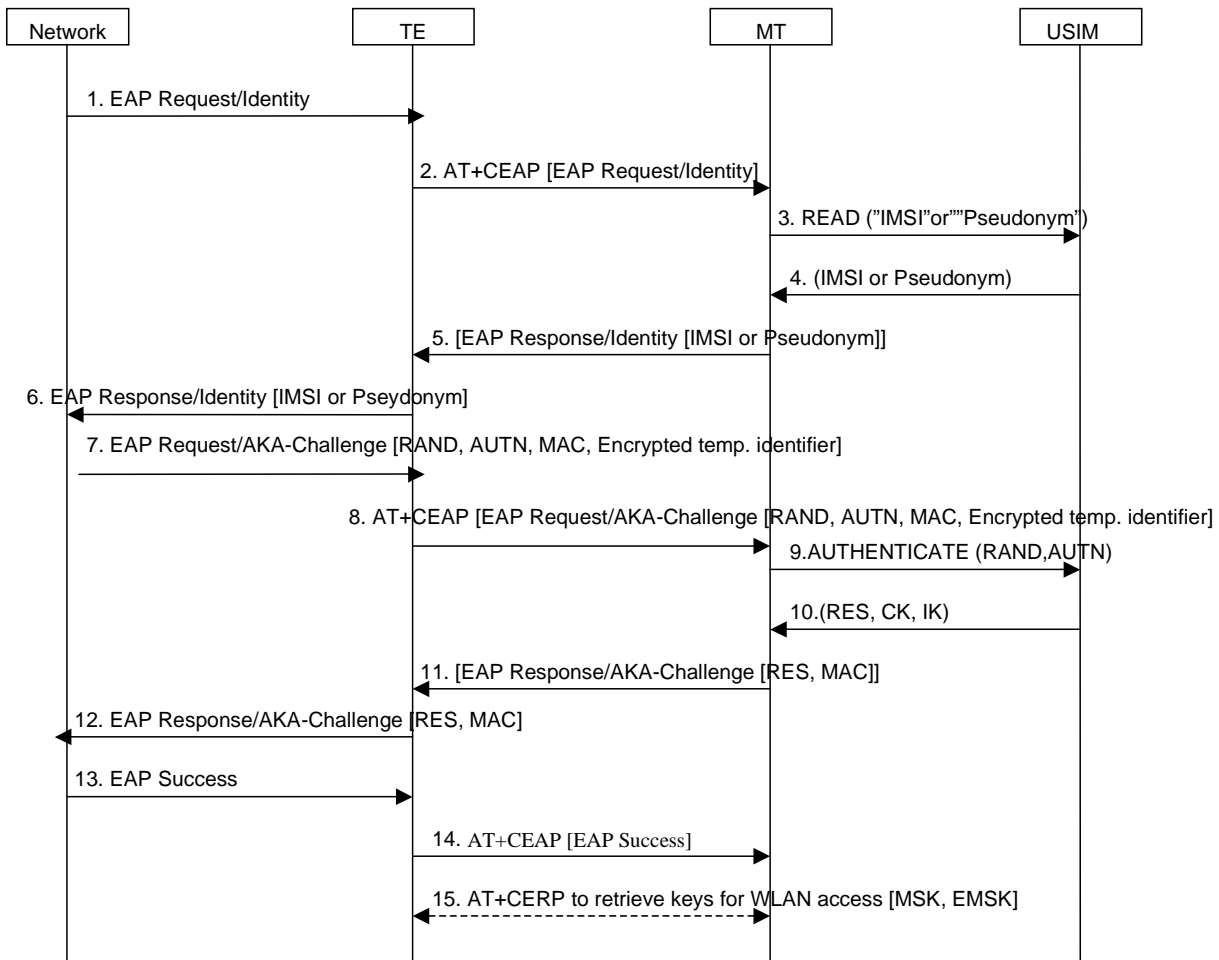 Network TE MT USIM
1. EAP Request/Identity
2. AT+CEAP [EAP Request/Identity]
3. READ (”IMSI”or””Pseudonym”)
4. (IMSI or Pseudonym)
5. [EAP Response/Identity [IMSI or Pseudonym]]
6. EAP Response/Identity [IMSI or Pseydonym]
7. EAP Request/AKA-Challenge [RAND, AUTN, MAC, Encrypted temp. identifier]
8. AT+CEAP [EAP Request/AKA-Challenge [RAND, AUTN, MAC, Encrypted temp. identifier]
9.AUTHENTICATE (RAND,AUTN)
10.(RES, CK, IK)
11. [EAP Response/AKA-Challenge [RES, MAC]]
12. EAP Response/AKA-Challenge [RES, MAC]
13. EAP Success
14. AT+CEAP [EAP Success]
15. AT+CERP to retrieve keys for WLAN access [MSK, EMSK]